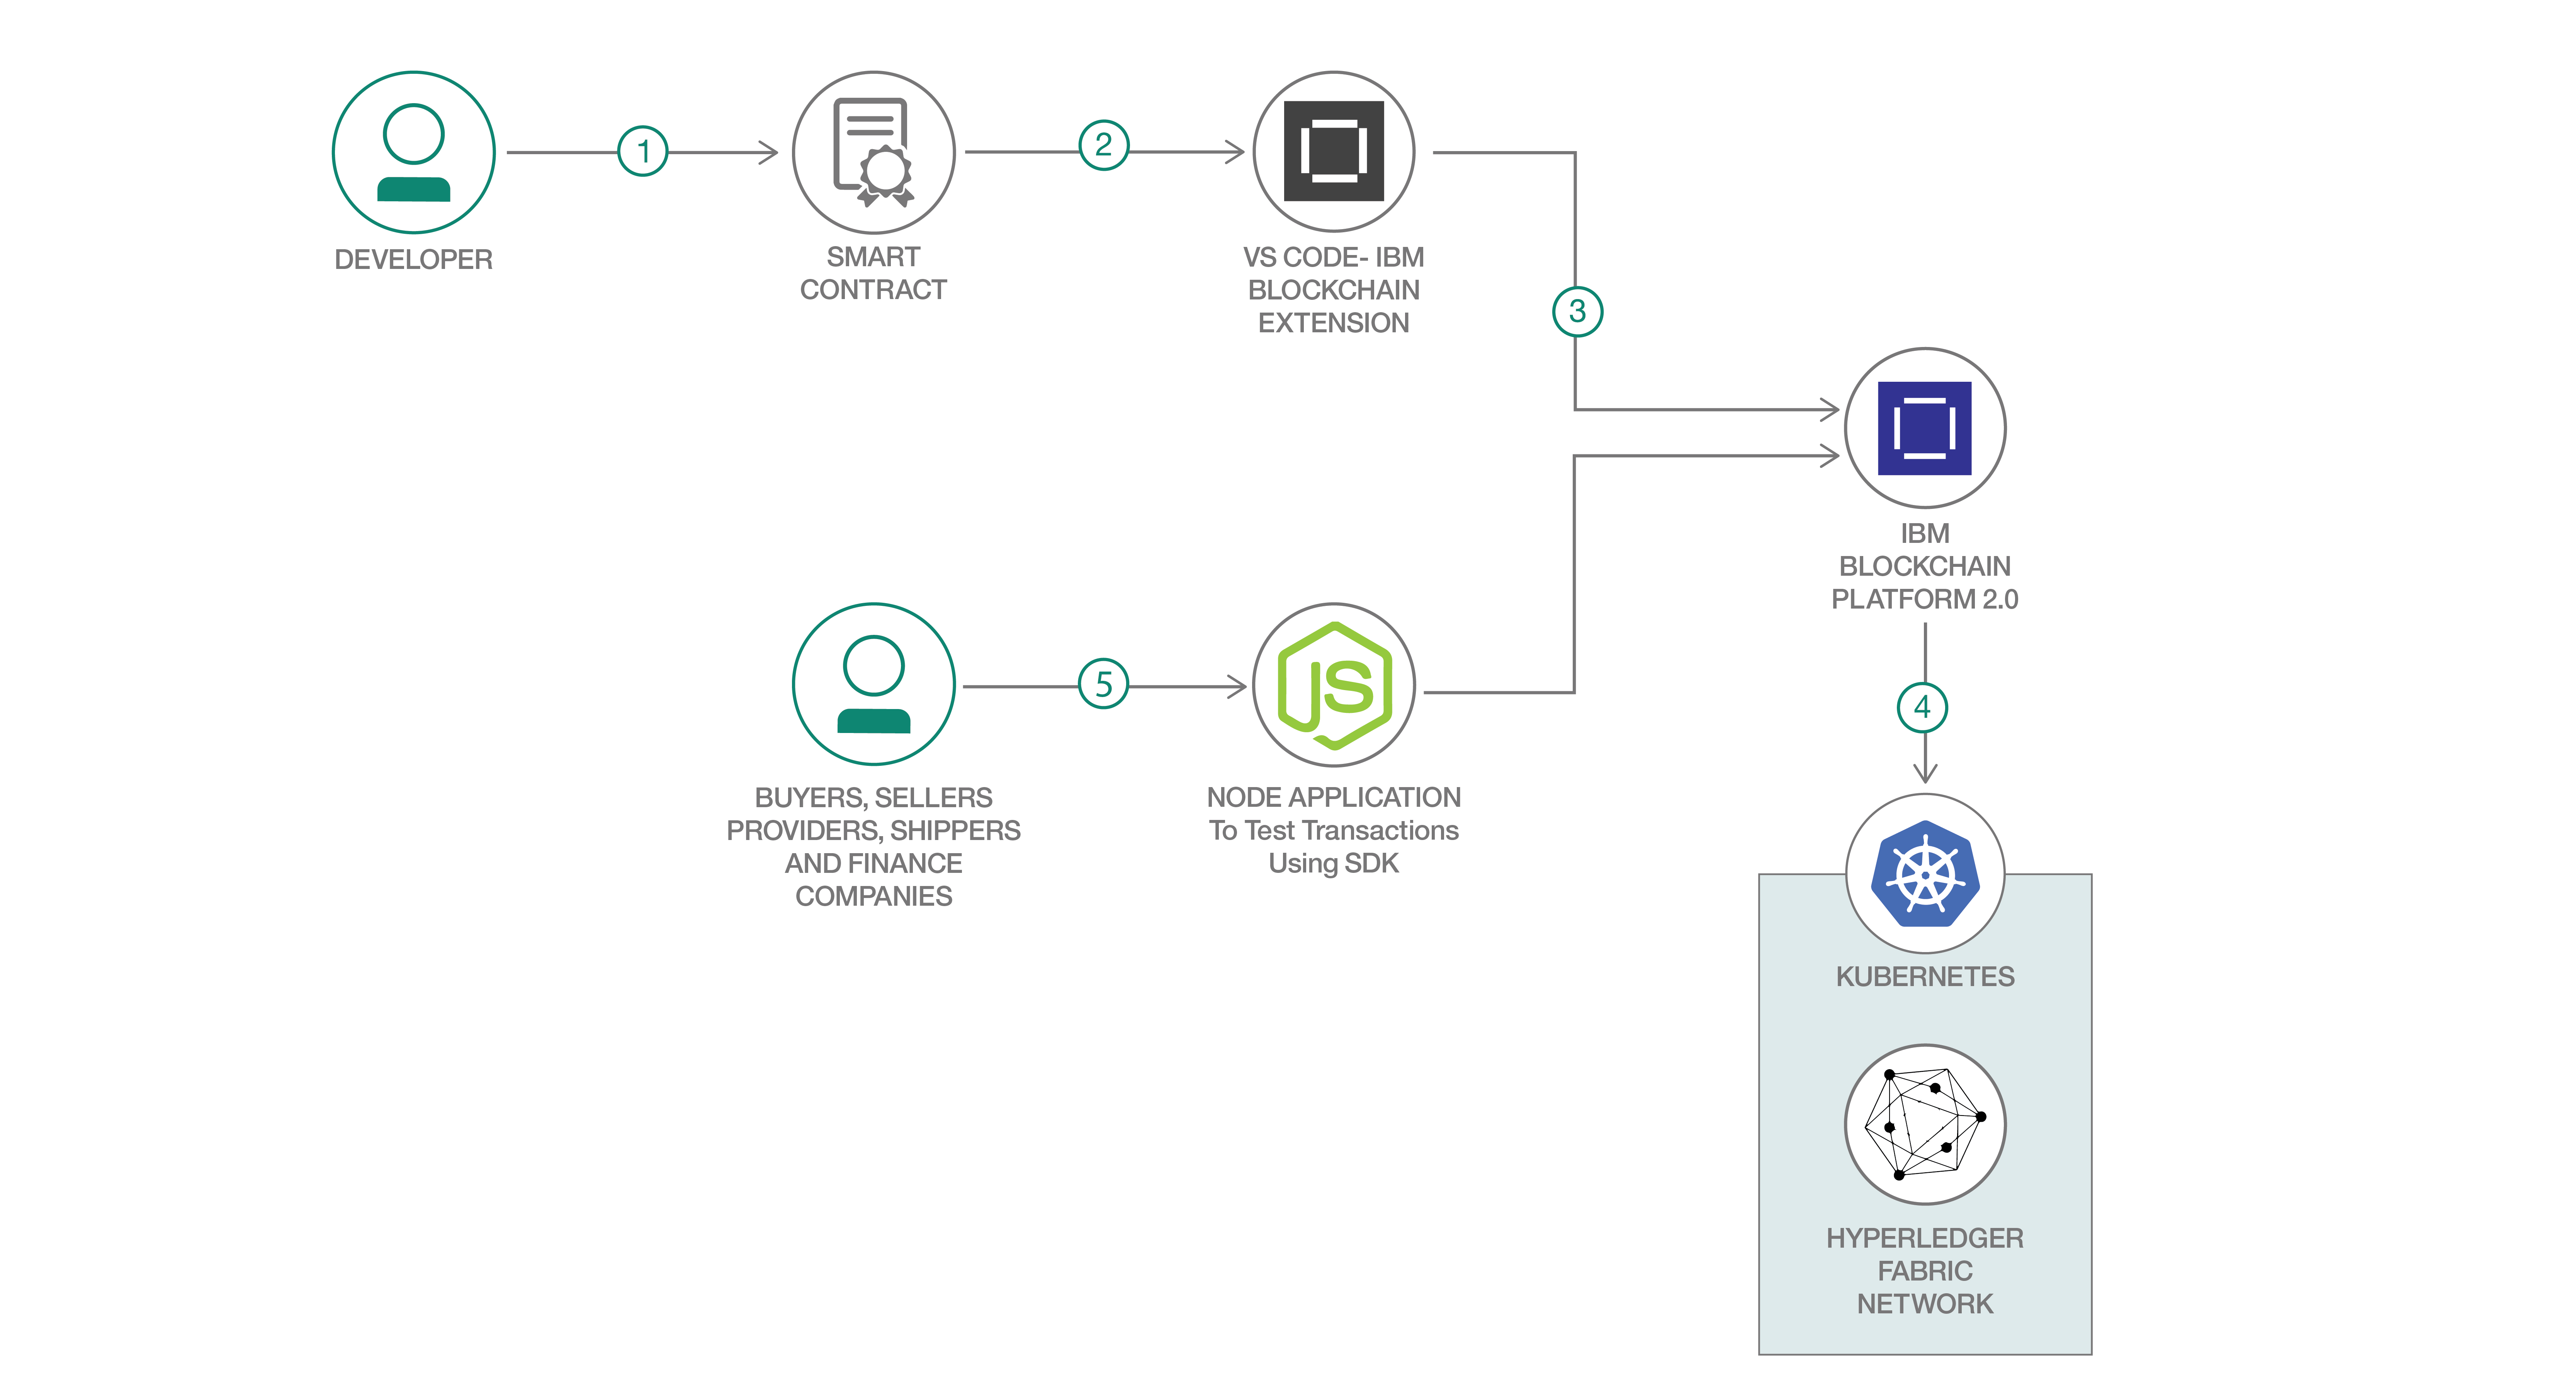 1
2
DEVELOPER
SMART
CONTRACT
VS CODE- IBM
BLOCKCHAIN
EXTENSION
3
IBM
BLOCKCHAIN
PLATFORM 2.0
5
JS
4
BUYERS, SELLERS
PROVIDERS, SHIPPERS
AND FINANCE
COMPANIES
NODE APPLICATION
To Test Transactions
Using SDK
KUBERNETES
HYPERLEDGER
FABRIC
NETWORK